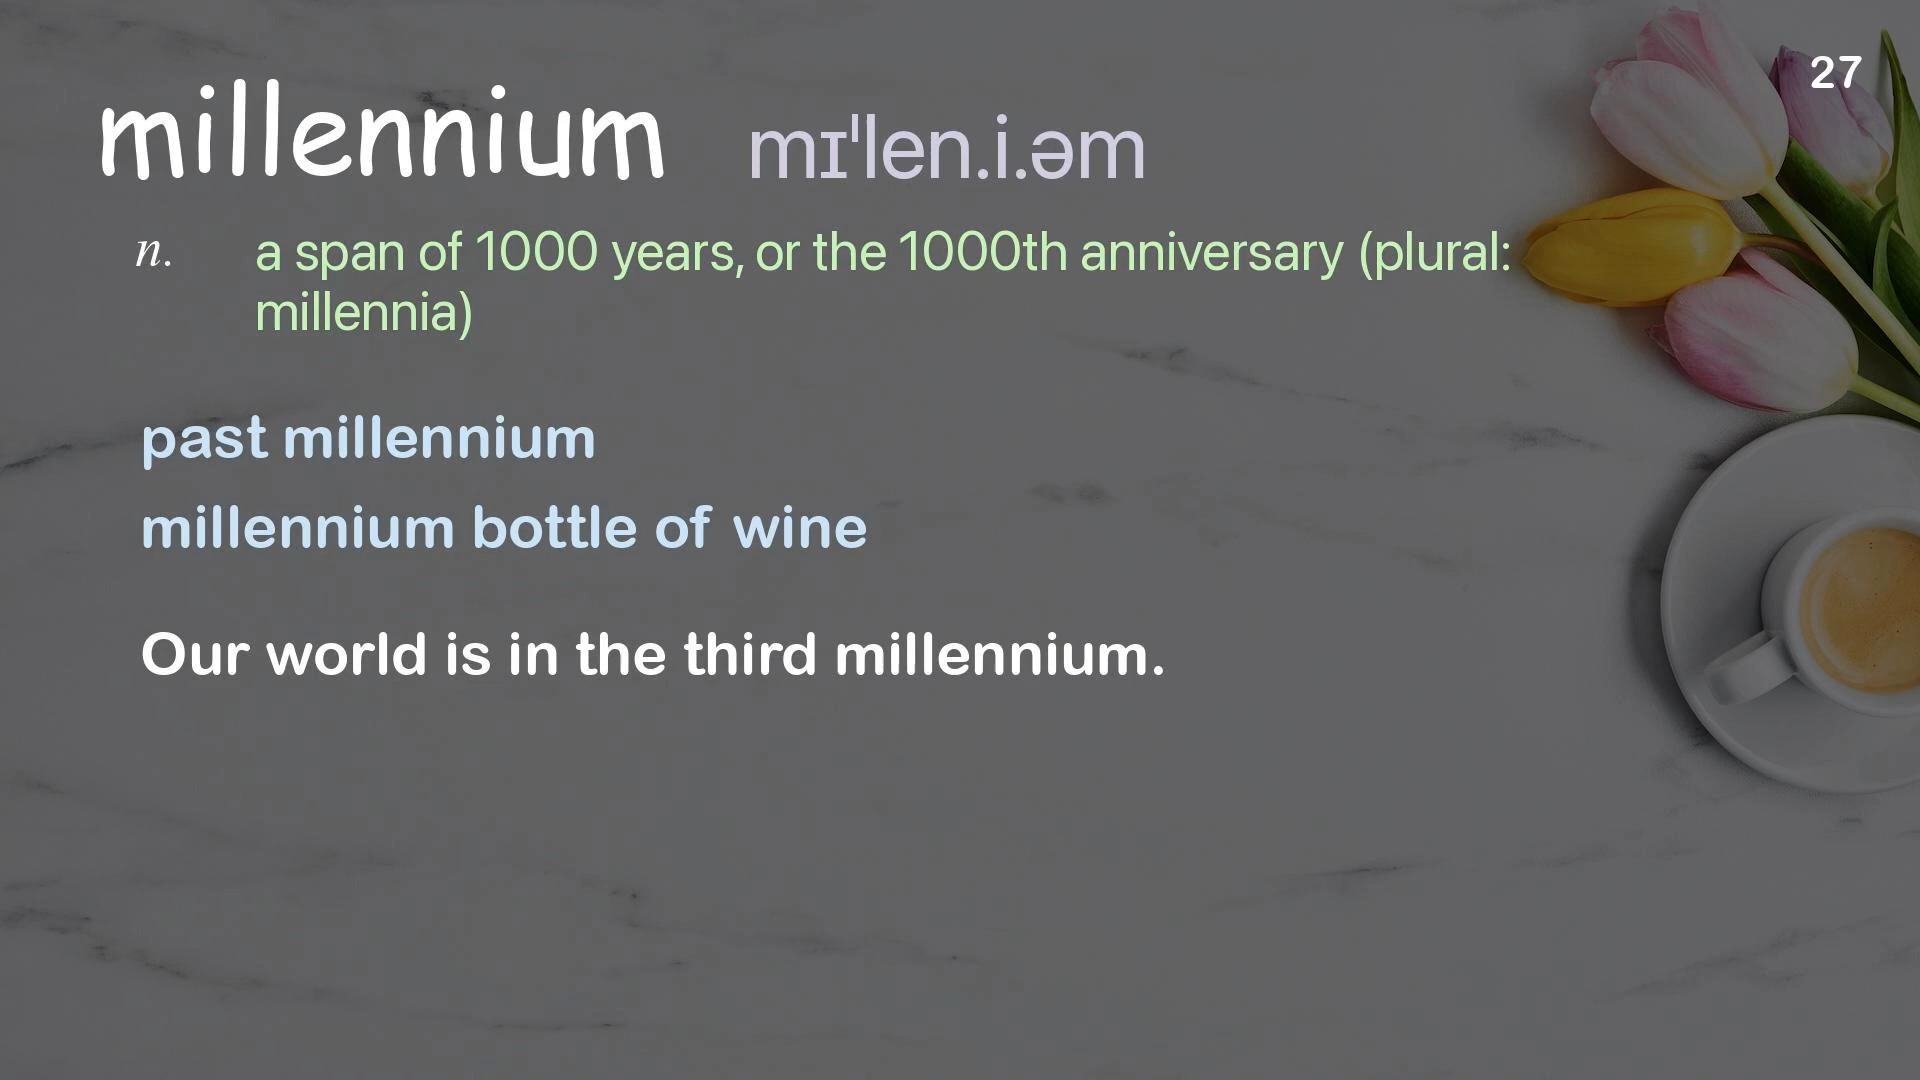 27
millennium mɪˈlen.i.əm
n. a span of 1000 years, or the 1000th anniversary (plural:
millennia)
past millennium
millennium bottle of wine
Our world is in the third millennium.